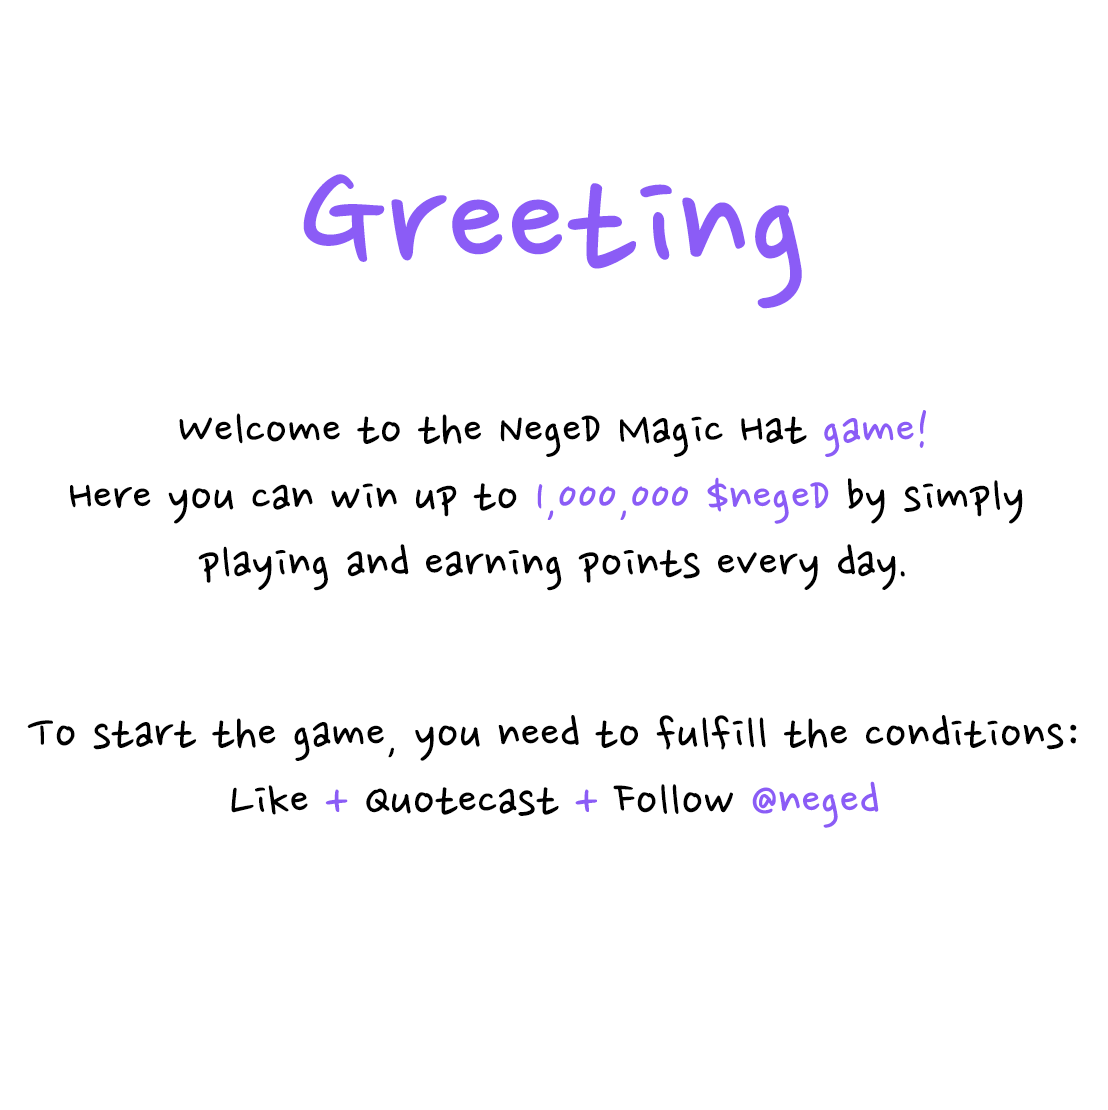 Greeting
Welcome to the NegeD Magic Hat game!
Here you can win up to 1,000,000 $negeD by simply
playing and earning points every day.
To start the game, you need to fulfill the conditions:
Like + Quotecast + Follow @neged